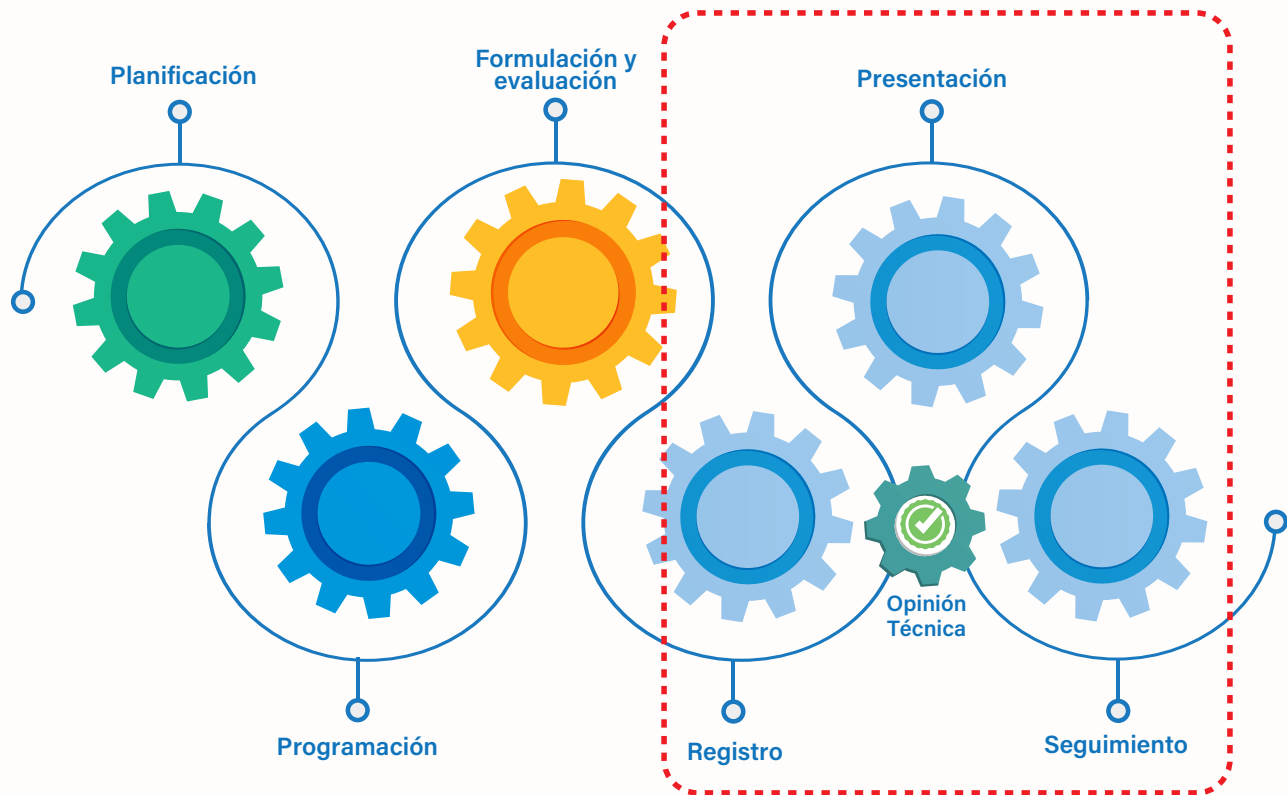 Planificación
Formulación y
evaluación
Presentación
Opinión
Técnica
Programación
Registro
Seguimiento